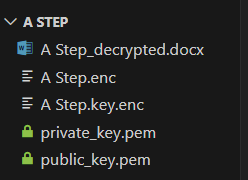 A STEP
A Step_decrypted.docx
A Step.enc
A Step.key.enc
private_key.pem
public_key.pem